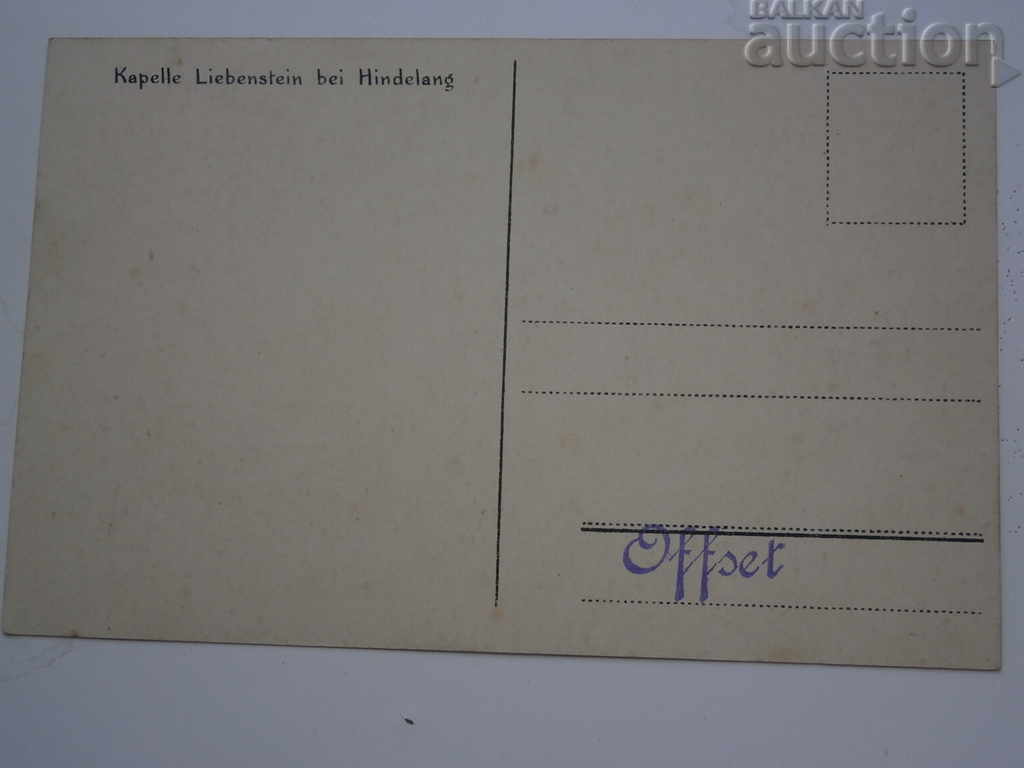 BALKAN
auction
Kapelle Liebenstein bei Hindelang
Offset